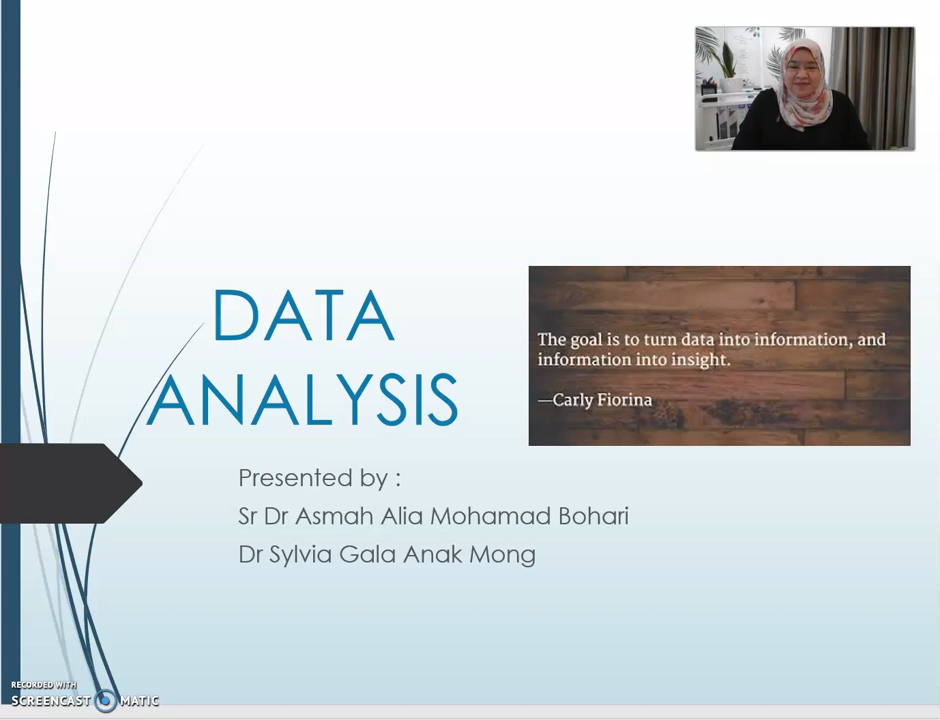 DATA
ANALYSIS
The goal is to turn data into information, and
information into insight.
—Carly Fiorina
Presented by :
Sr Dr Asmah Alia Mohamad Bohari
Dr Sylvia Gala Anak Mong
RECORDED WITH
SCREENCAST MATIC